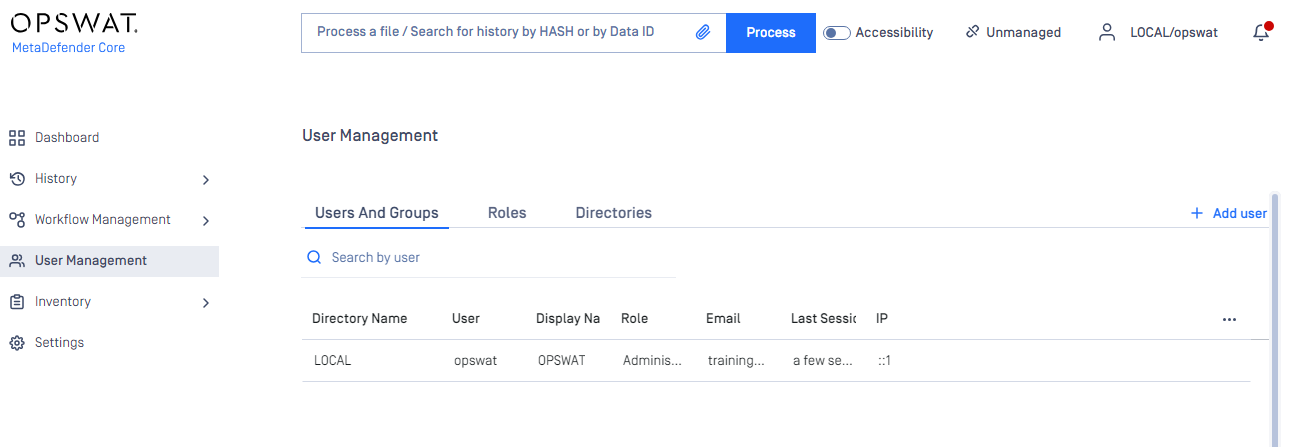 OPSWAT.
MetaDefender Core
Process a file / Search for history by HASH or by Data ID
Process
Accessibility
Unmanaged
LOCAL/opswat
Dashboard
History
Workflow Management
User Management
Inventory
Settings
User Management
Users And Groups Roles Directories
+ Add user
Search by user
Directory Name User Display Na Role Email Last Sessio IP ...
LOCAL opswat OPSWAT Adminis... training... a few se... ::1